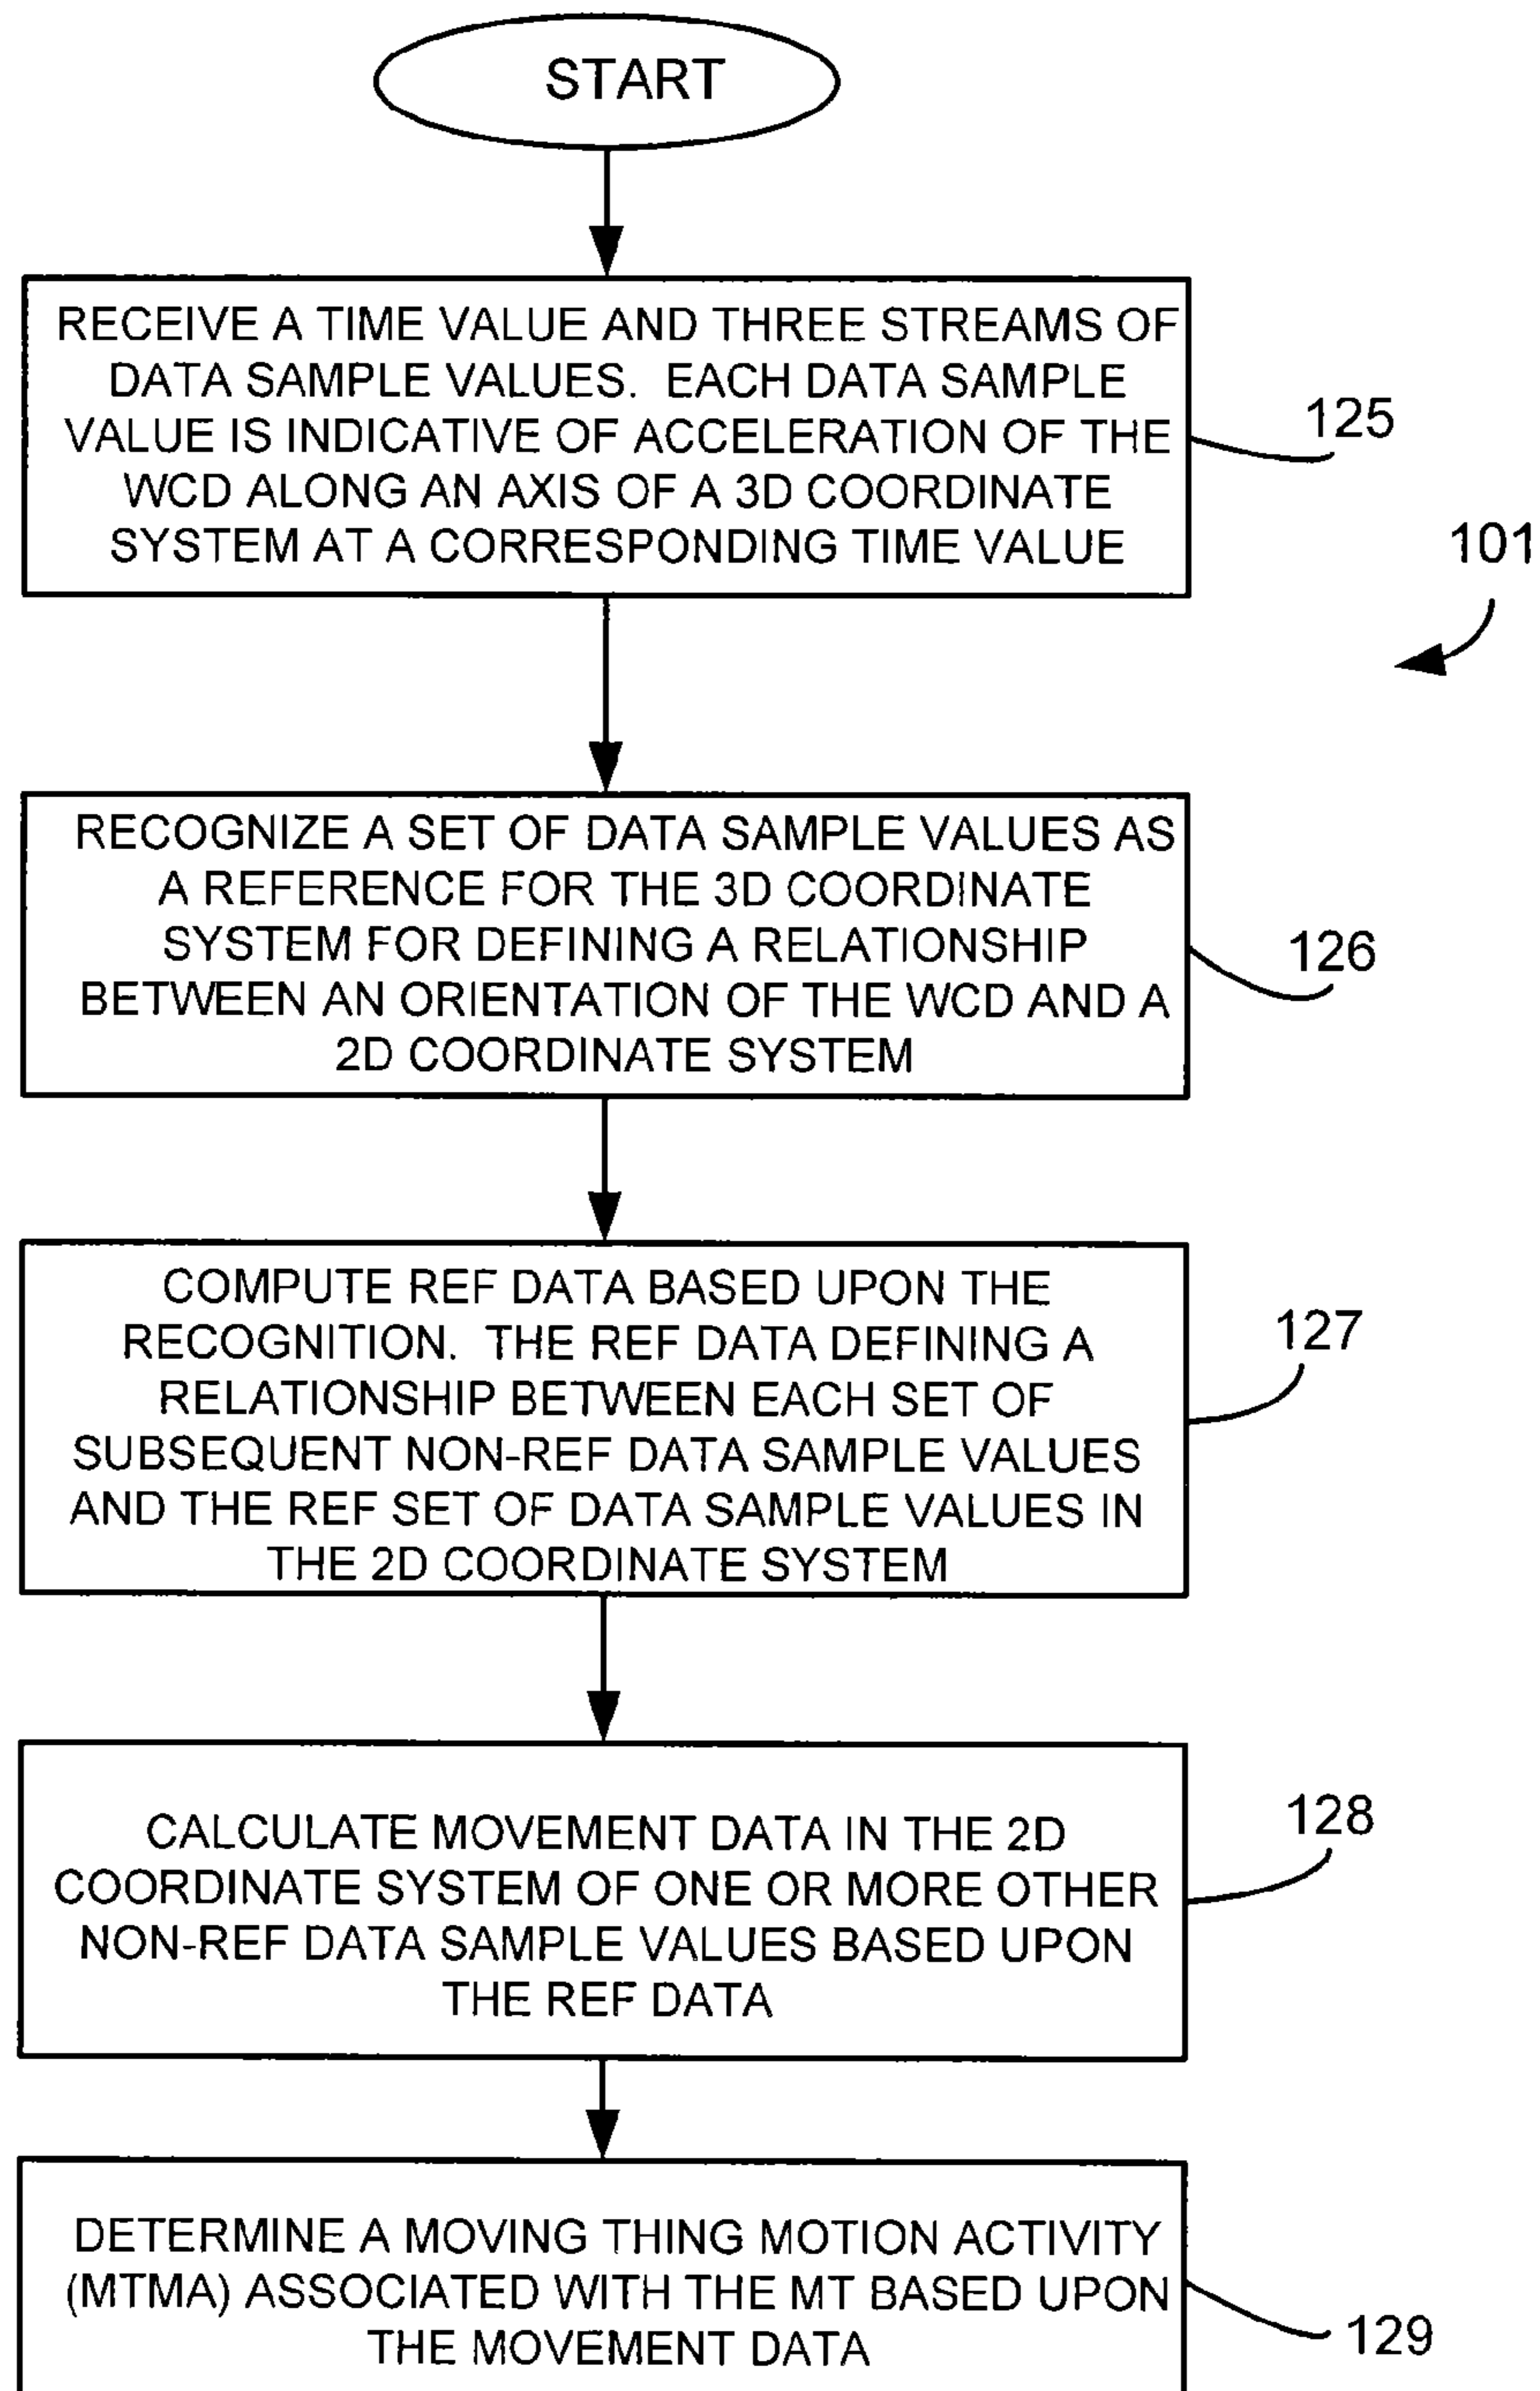 START
RECEIVE A TIME VALUE AND THREE STREAMS OF
DATA SAMPLE VALUES. EACH DATA SAMPLE
VALUE IS INDICATIVE OF ACCELERATION OF THE
WCD ALONG AN AXIS OF A 3D COORDINATE
SYSTEM AT A CORRESPONDING TIME VALUE
125
101
RECOGNIZE A SET OF DATA SAMPLE VALUES AS
A REFERENCE FOR THE 3D COORDINATE
SYSTEM FOR DEFINING A RELATIONSHIP
BETWEEN AN ORIENTATION OF THE WCD AND A
2D COORDINATE SYSTEM
126
COMPUTE REF DATA BASED UPON THE
RECOGNITION. THE REF DATA DEFINING A
RELATIONSHIP BETWEEN EACH SET OF
SUBSEQUENT NON-REF DATA SAMPLE VALUES
AND THE REF SET OF DATA SAMPLE VALUES IN
THE 2D COORDINATE SYSTEM
127
CALCULATE MOVEMENT DATA IN THE 2D
COORDINATE SYSTEM OF ONE OR MORE OTHER
NON-REF DATA SAMPLE VALUES BASED UPON
THE REF DATA
128
DETERMINE A MOVING THING MOTION ACTIVITY
(MTMA) ASSOCIATED WITH THE MT BASED UPON
THE MOVEMENT DATA
129